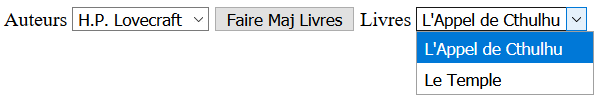 Auteurs H.P. Lovecraft Faire Maj Livres Livres L'Appel de Cthulhu
L'Appel de Cthulhu
Le Temple